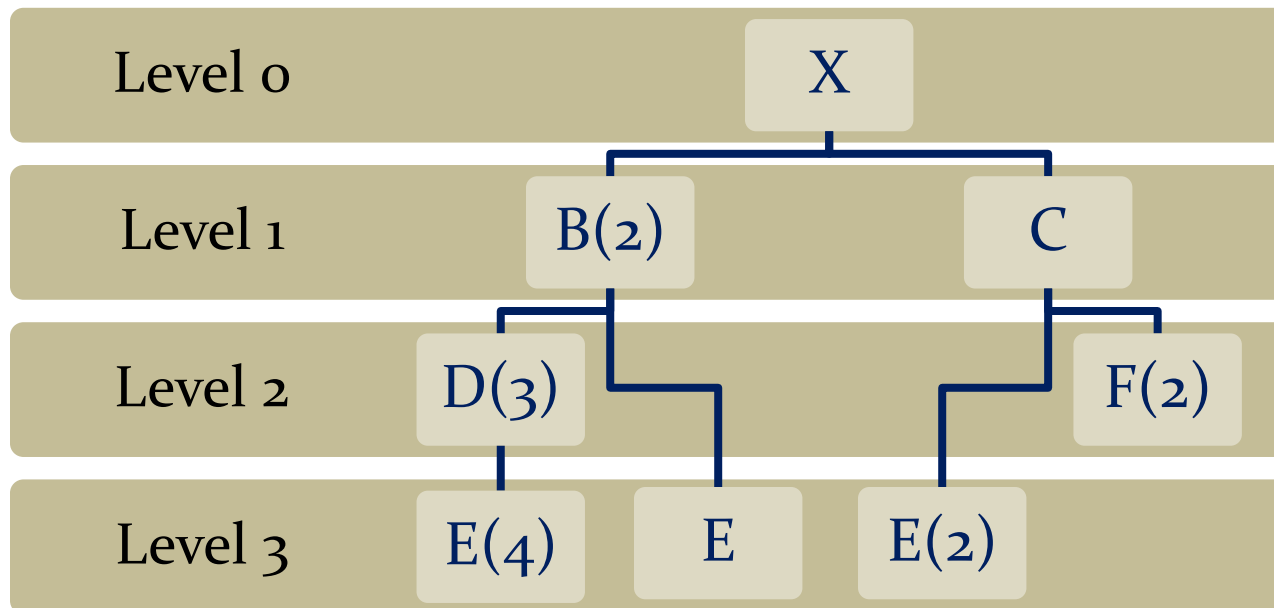 Level 0
X
Level 1
B(2)
C
Level 2
D(3)
F(2)
Level 3
E(4)
E
E(2)